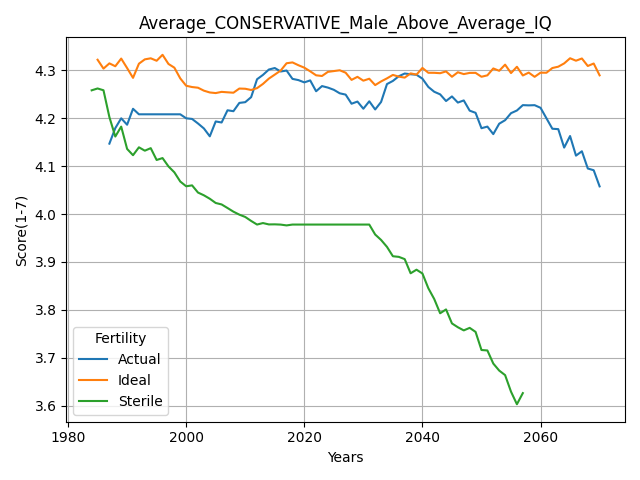 Average_CONSERVATIVE_Male_Above_Average_IQ
Score(1-7)
4.3
4.2
4.1
4.0
3.9
3.8
3.7
3.6
Fertility
Actual
Ideal
Sterile
1980 2000 2020 2040 2060
Years